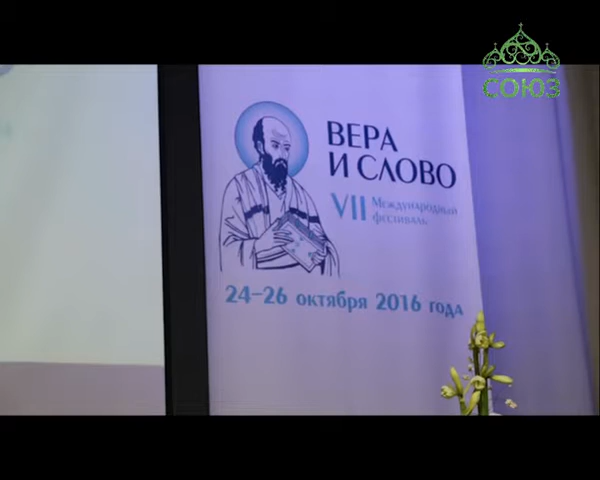 СОЮЗ
ВЕРА
И СЛОВО
VII Международный
фестиваль
24–26 октября 2016 года